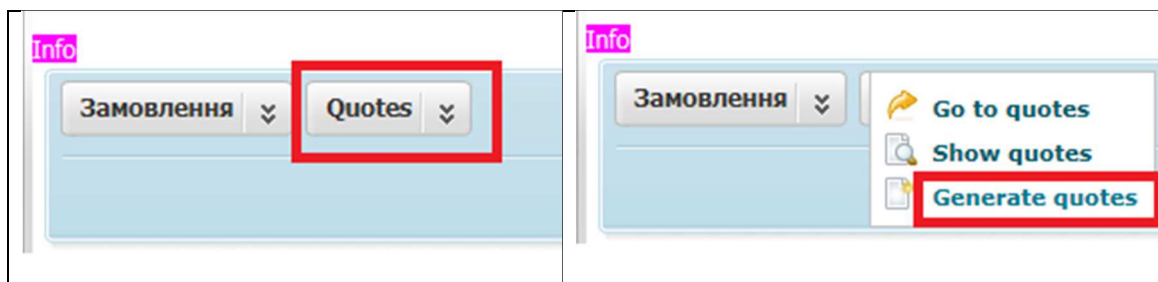 Info
Замовлення Quotes
Info
Замовлення
Go to quotes
Show quotes
Generate quotes